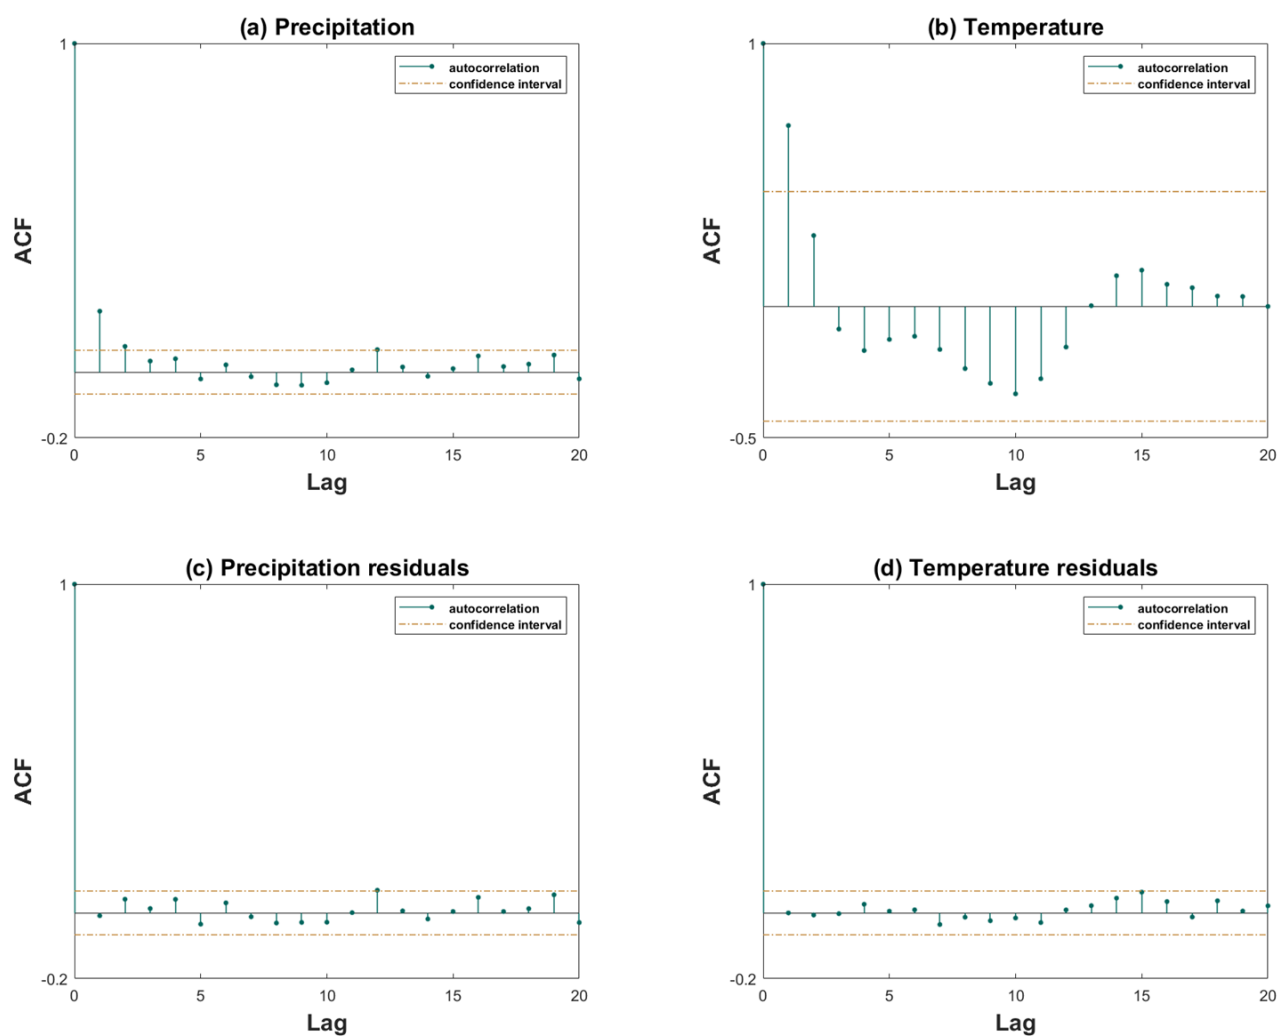 (a) Precipitation
1
autocorrelation
confidence interval
ACF
-0.2
0 5 10 15 20
Lag
(b) Temperature
1
autocorrelation
confidence interval
ACF
-0.5
0 5 10 15 20
Lag
(c) Precipitation residuals
1
autocorrelation
confidence interval
ACF
-0.2
0 5 10 15 20
Lag
(d) Temperature residuals
1
autocorrelation
confidence interval
ACF
-0.2
0 5 10 15 20
Lag